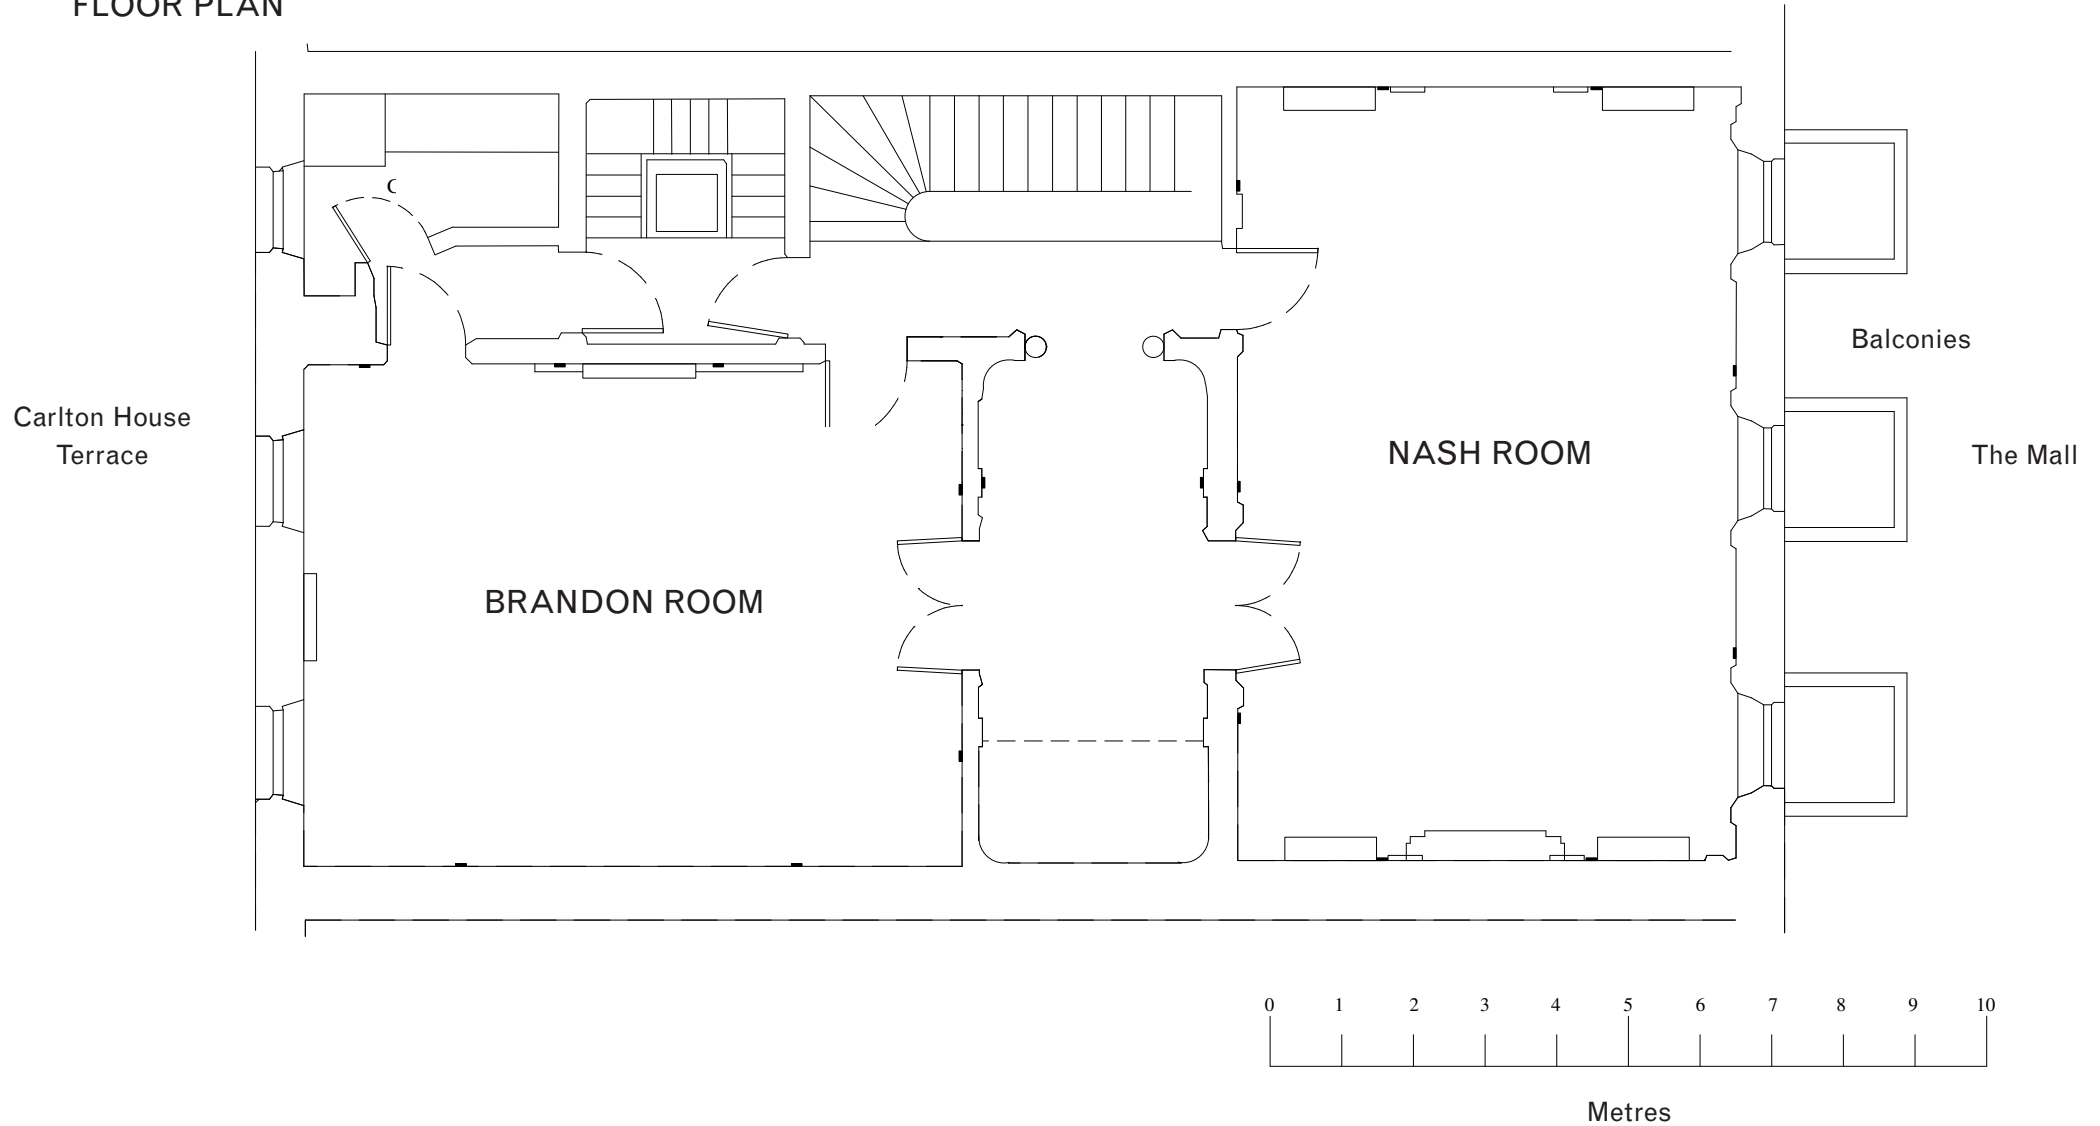 FLOOR PLAN
Carlton House
Terrace
BRANDON ROOM
NASH ROOM
Balconies
The Mall
0 1 2 3 4 5 6 7 8 9 10
Metres